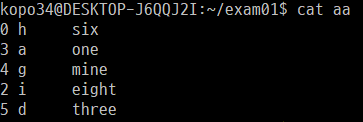 kopo34@DESKTOP-J6QQJ2I:~/exam01$ cat aa
0 h six
3 a one
4 g mine
2 i eight
5 d three